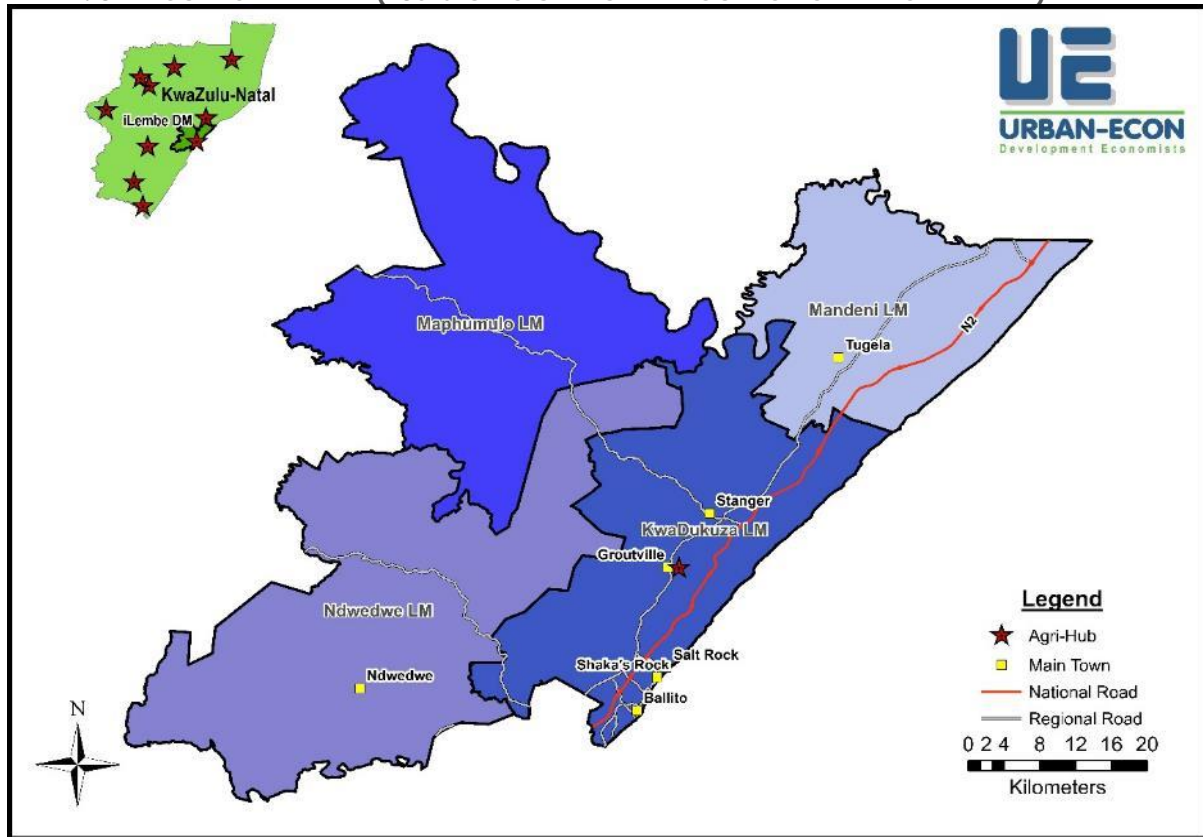 KwaZulu-Natal
iLembe DM
UE
URBAN-ECON
Development Economists
Maphumulo LM
Mandeni LM
N2
Tugela
Stanger
KwaDukuza LM
Groutville
Ndwedwe LM
Ndwedwe
Salt Rock
Shaka's Rock
Ballito
N
Legend
Agri-Hub
Main Town
National Road
Regional Road
0 2 4 8 12 16 20
Kilometers